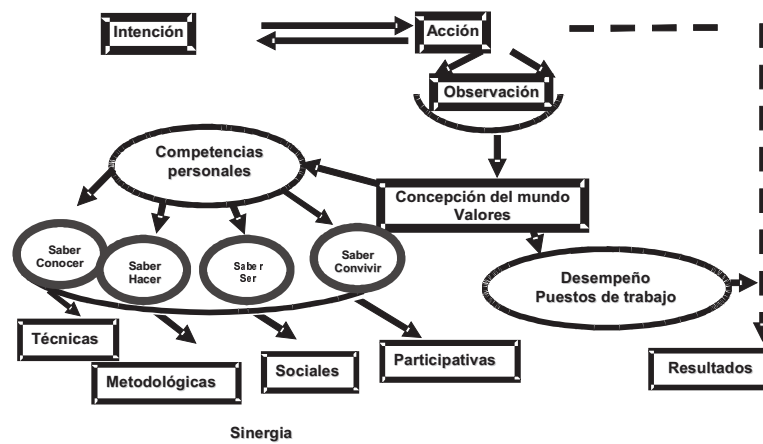 Intención
Acción
Observación
Competencias
personales
Concepción del mundo
Valores
Saber
Conocer
Saber
Hacer
Saber
Ser
Saber
Convivir
Desempeño
Puestos de trabajo
Técnicas
Metodológicas
Sociales
Participativas
Resultados
Sinergia